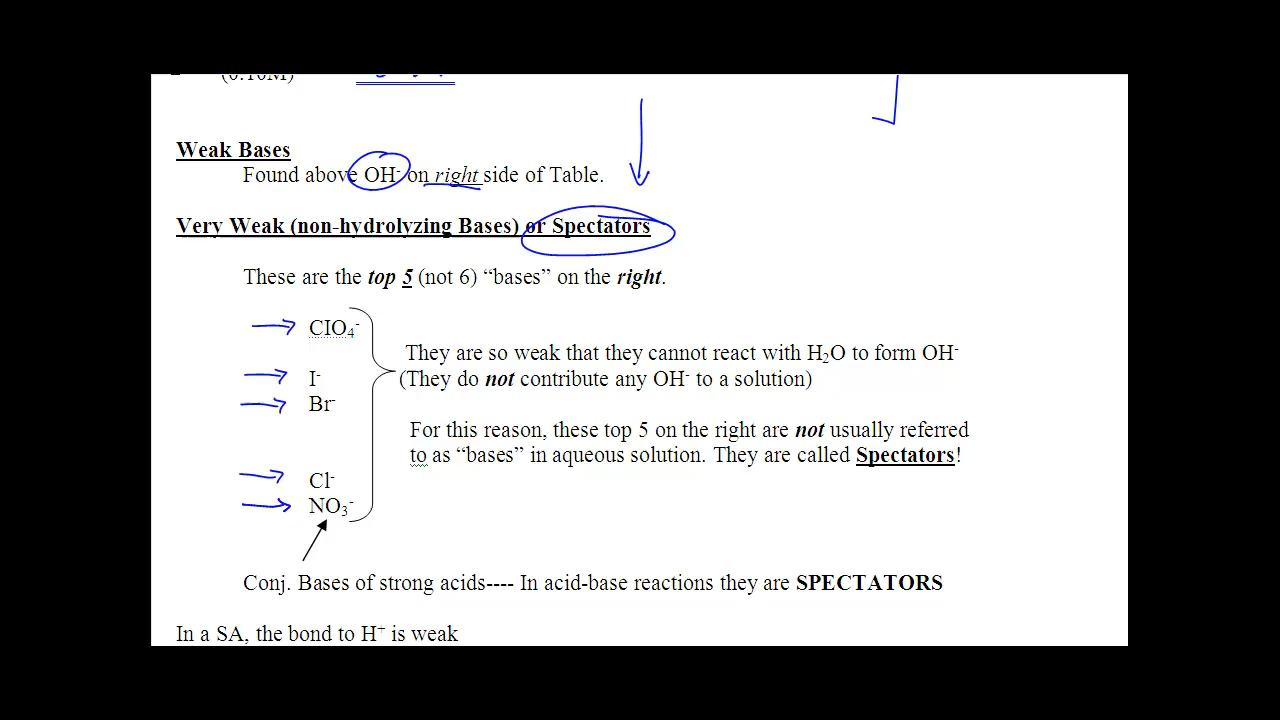 (0.10M)
Weak Bases
Found above OH⁻ on right side of Table.
Very Weak (non-hydrolyzing Bases) or Spectators
These are the top 5 (not 6) “bases” on the right.
ClO₄⁻
They are so weak that they cannot react with H₂O to form OH⁻
I⁻
(They do not contribute any OH⁻ to a solution)
Br⁻
For this reason, these top 5 on the right are not usually referred
to as “bases” in aqueous solution. They are called Spectators!
Cl⁻
NO₃⁻
Conj. Bases of strong acids---- In acid-base reactions they are SPECTATORS
In a SA, the bond to H⁺ is weak